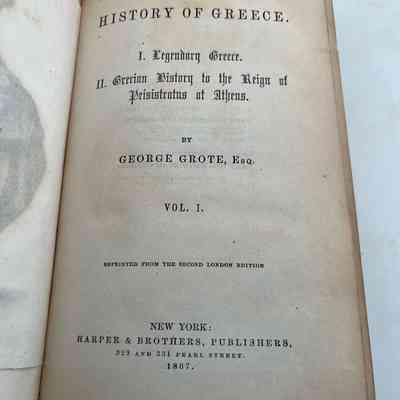 HISTORY OF GREECE.
I. Legendary Greece.
II. Grecian History to the Reign of
Peisistratus at Athens.
BY
GEORGE GROTE, Esq.
VOL. I.
REPRINTED FROM THE SECOND LONDON EDITION
NEW YORK:
HARPER & BROTHERS, PUBLISHERS,
329 AND 331 PEARL STREET.
1867.